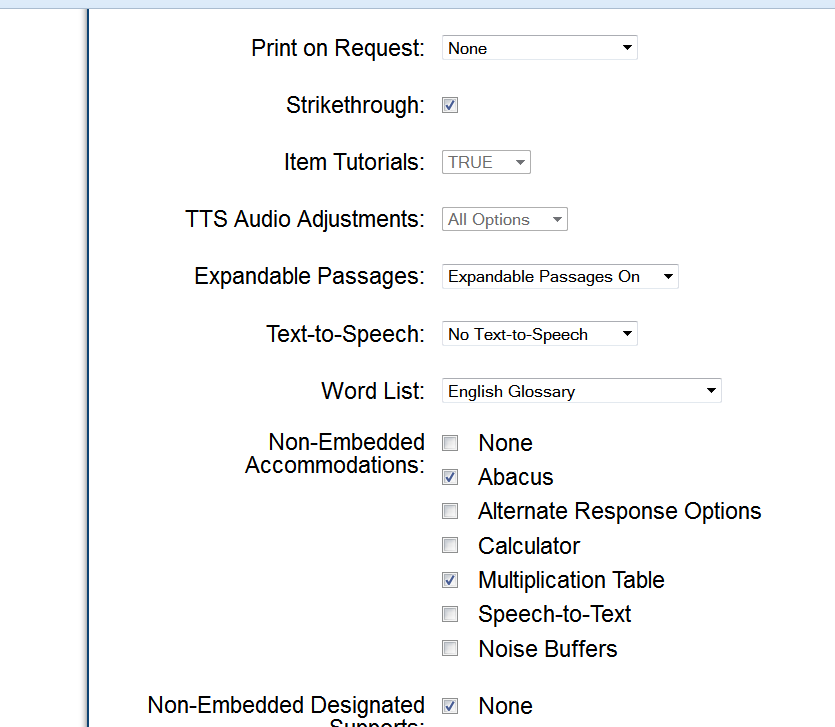 Print on Request: None
Strikethrough:
Item Tutorials: TRUE
TTS Audio Adjustments: All Options
Expandable Passages: Expandable Passages On
Text-to-Speech: No Text-to-Speech
Word List: English Glossary
Non-Embedded
Accommodations:
None
Abacus
Alternate Response Options
Calculator
Multiplication Table
Speech-to-Text
Noise Buffers
Non-Embedded Designated
Supports:
None